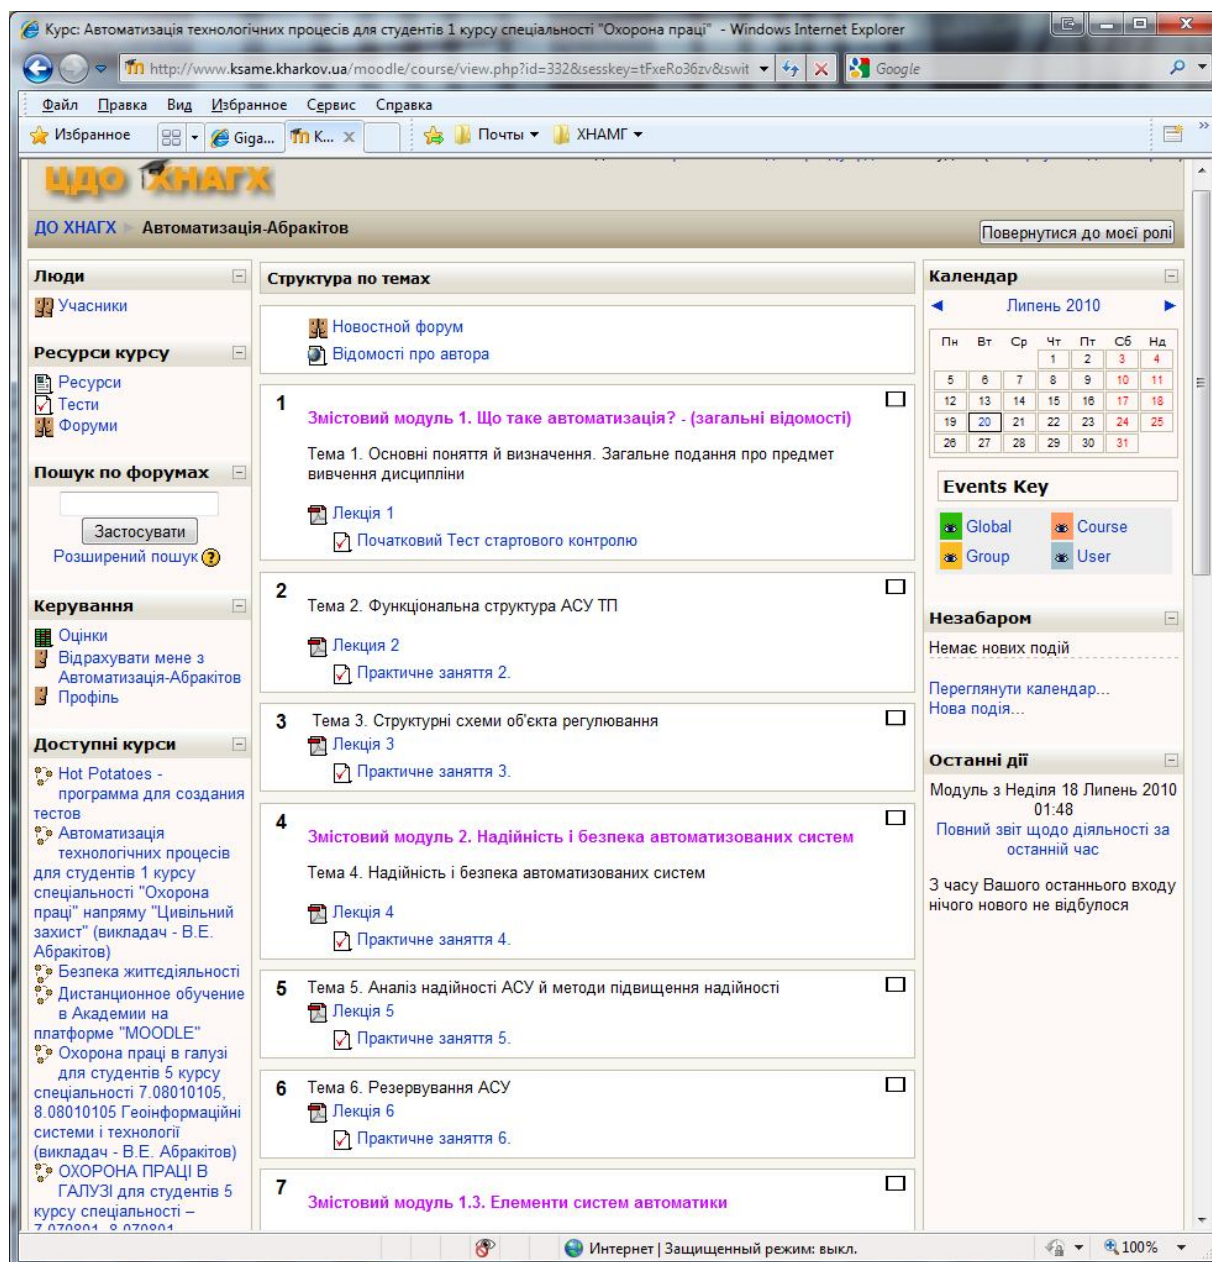 Курс: Автоматизація технологічних процесів для студентів 1 курсу спеціальності "Охорона праці" - Windows Internet Explorer
http://www.ksame.kharkov.ua/moodle/course/view.php?id=332&sesskey=tFxeRo36zv&swit
Google
Файл Правка Вид Избранное Сервис Справка
Избранное Giga... K... X Почты ХНАМГ
ЦДО ХНАГХ
ДО ХНАГХ Автоматизація-Абракітов
Повернутися до моєї ролі
Люди
Учасники
Ресурси курсу
Ресурси
Тести
Форуми
Пошук по форумах
Застосувати
Розширений пошук
Керування
Оцінки
Відрахувати мене з
Автоматизація-Абракітов
Профіль
Доступні курси
Hot Potatoes -
программа для создания
тестов
Автоматизація
технологічних процесів
для студентів 1 курсу
спеціальності "Охорона
праці" напряму "Цивільний
захист" (викладач - В.Е.
Абракітов)
Безпека життєдіяльності
Дистанционное обучение
в Академии на
платформе "MOODLE"
Охорона праці в галузі
для студентів 5 курсу
спеціальності 7.08010105,
8.08010105 Геоінформаційні
системи і технології
(викладач - В.Е. Абракітов)
ОХОРОНА ПРАЦІ В
ГАЛУЗІ для студентів 5
курсу спеціальності –
7.070801, 8.070801
Структура по темах
Новостной форум
Відомості про автора
1
Змістовий модуль 1. Що таке автоматизація? - (загальні відомості)
Тема 1. Основні поняття й визначення. Загальне подання про предмет
вивчення дисципліни
Лекція 1
Початковий Тест стартового контролю
2
Тема 2. Функціональна структура АСУ ТП
Лекция 2
Практичне заняття 2.
3 Тема 3. Структурні схеми об'єкта регулювання
Лекція 3
Практичне заняття 3.
4
Змістовий модуль 2. Надійність і безпека автоматизованих систем
Тема 4. Надійність і безпека автоматизованих систем
Лекція 4
Практичне заняття 4.
5 Тема 5. Аналіз надійності АСУ й методи підвищення надійності
Лекція 5
Практичне заняття 5.
6 Тема 6. Резервування АСУ
Лекція 6
Практичне заняття 6.
7
Змістовий модуль 1.3. Елементи систем автоматики
Календар
Липень 2010
Пн Вт Ср Чт Пт Сб Нд
1 2 3 4
5 6 7 8 9 10 11
12 13 14 15 16 17 18
19 20 21 22 23 24 25
26 27 28 29 30 31
Events Key
Global Course
Group User
Незабаром
Немає нових подій
Переглянути календар...
Нова подія...
Останні дії
Модуль з Неділя 18 Липень 2010
01:48
Повний звіт щодо діяльності за
останній час
З часу Вашого останнього входу
нічого нового не відбулося
Интернет | Защищенный режим: выкл.
100%